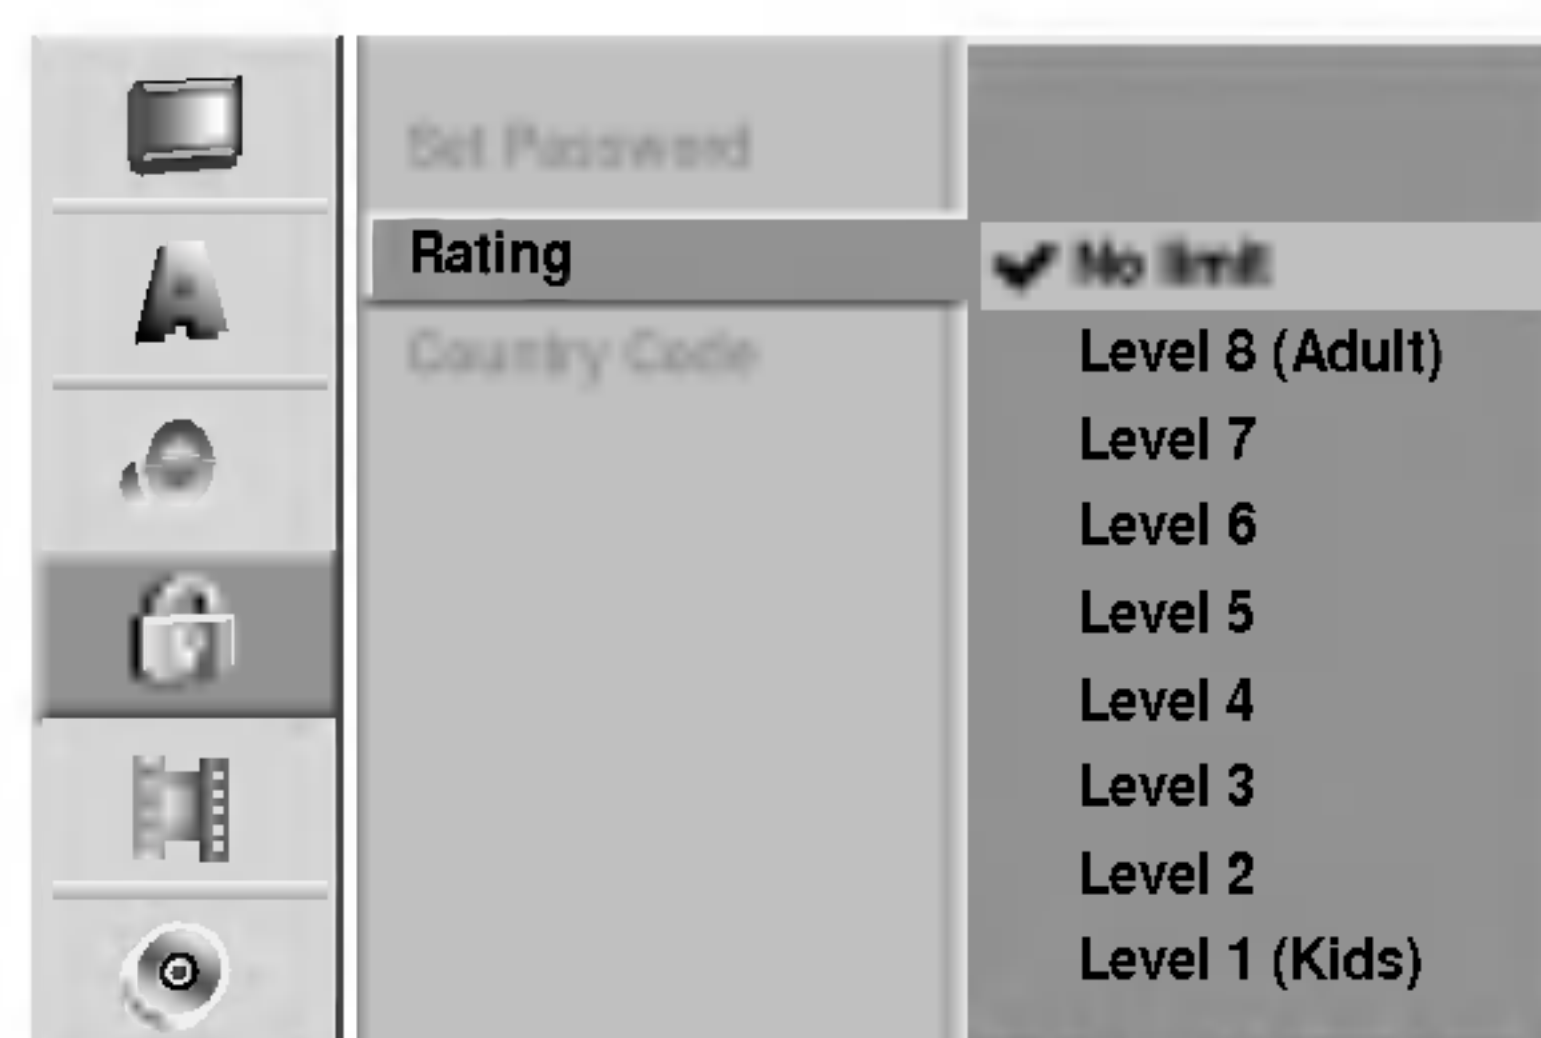 Set Password
Rating
Country Code
No limit
Level 8 (Adult)
Level 7
Level 6
Level 5
Level 4
Level 3
Level 2
Level 1 (Kids)